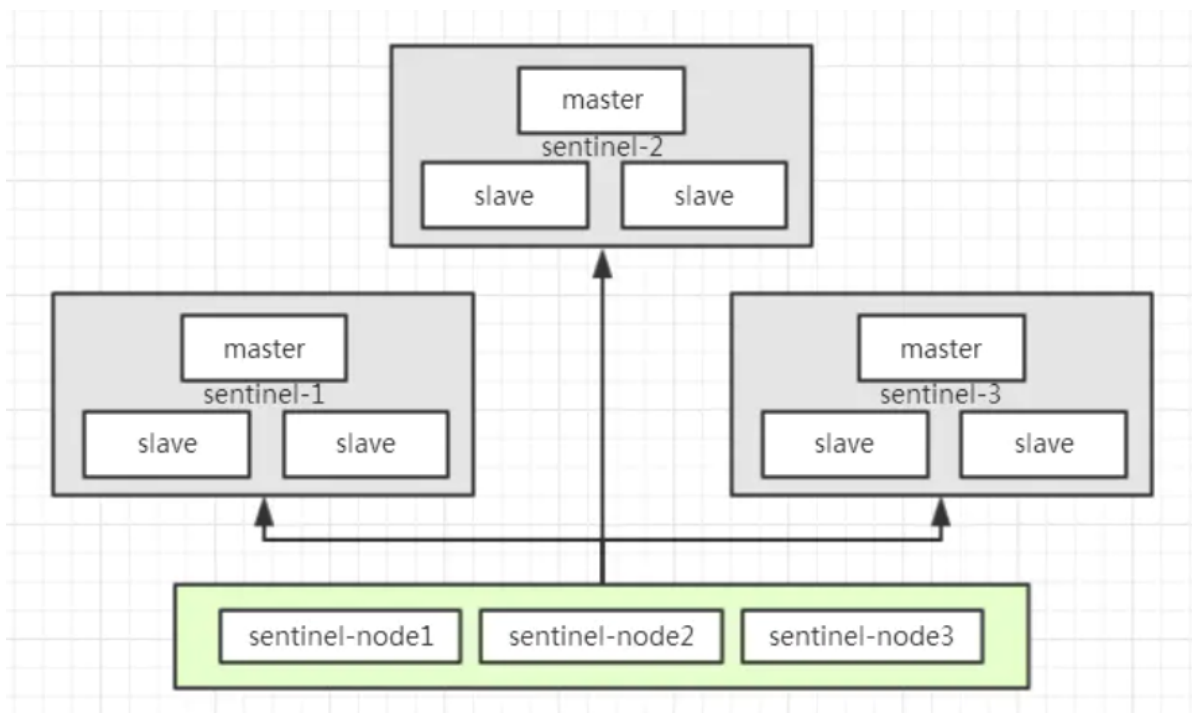 master
sentinel-2
slave
slave
master
sentinel-1
slave
slave
master
sentinel-3
slave
slave
sentinel-node1
sentinel-node2
sentinel-node3